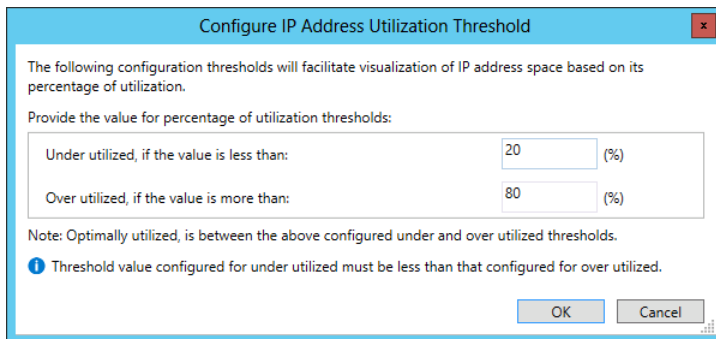 Configure IP Address Utilization Threshold
x
The following configuration thresholds will facilitate visualization of IP address space based on its
percentage of utilization.
Provide the value for percentage of utilization thresholds:
Under utilized, if the value is less than: 20 (%)
Over utilized, if the value is more than: 80 (%)
Note: Optimally utilized, is between the above configured under and over utilized thresholds.
i Threshold value configured for under utilized must be less than that configured for over utilized.
OK Cancel